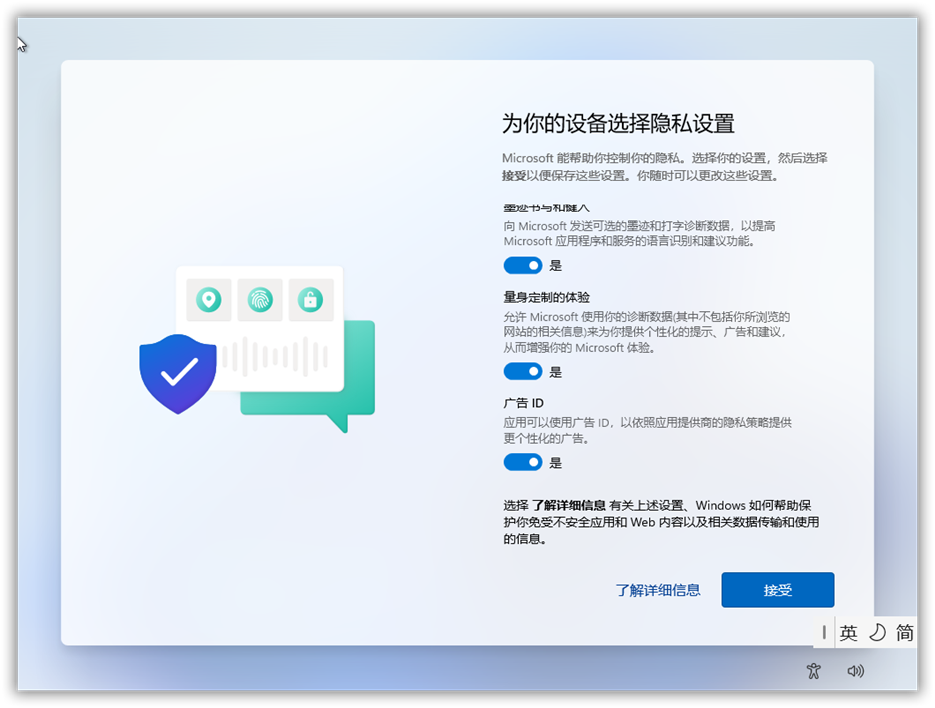 为你的设备选择隐私设置
Microsoft 能帮助你控制你的隐私。选择你的设置，然后选择
接受以便保存这些设置。你随时可以更改这些设置。
墨迹书写和键入
向 Microsoft 发送可选的墨迹和打字诊断数据，以提高
Microsoft 应用程序和服务的语言识别和建议功能。
是
量身定制的体验
允许 Microsoft 使用你的诊断数据(其中不包括你所浏览的
网站的相关信息)来为你提供个性化的提示、广告和建议，
从而增强你的 Microsoft 体验。
是
广告 ID
应用可以使用广告 ID，以依照应用提供商的隐私策略提供
更个性化的广告。
是
选择 了解详细信息 有关上述设置、Windows 如何帮助保
护你免受不安全应用和 Web 内容以及相关数据传输和使用
的信息。
了解详细信息
接受
英
简